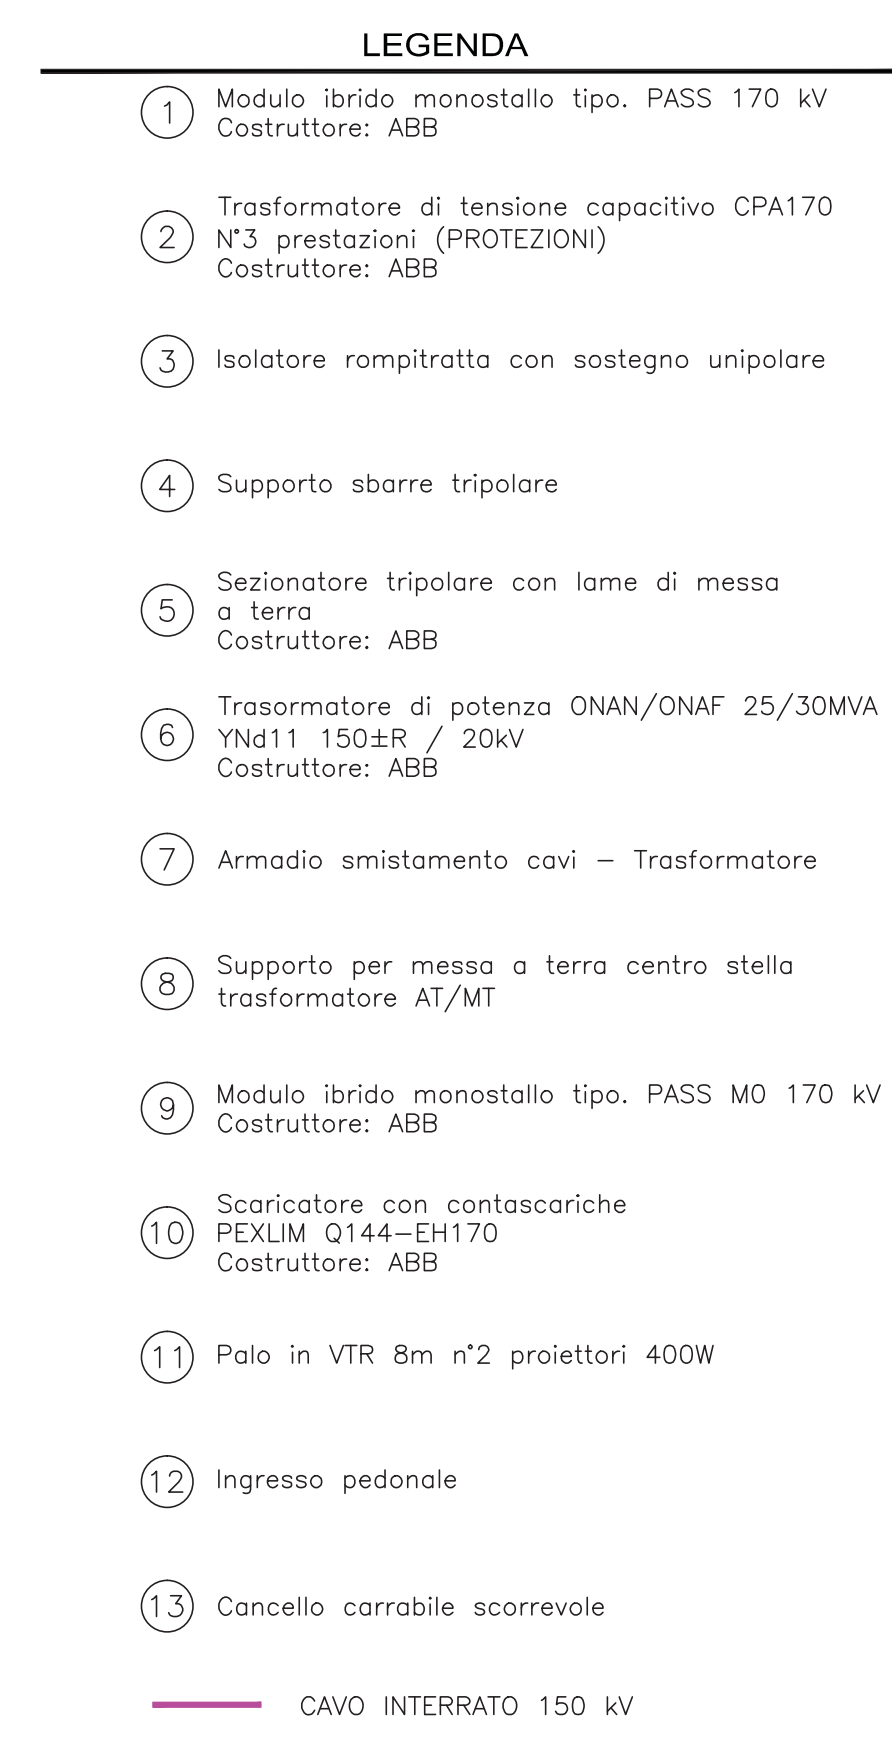 LEGENDA
1 Modulo ibrido monostallo tipo. PASS 170 kV
Costruttore: ABB
2 Trasformatore di tensione capacitivo CPA170
N°3 prestazioni (PROTEZIONI)
Costruttore: ABB
3 Isolatore rompitratta con sostegno unipolare
4 Supporto sbarre tripolare
5 Sezionatore tripolare con lame di messa
a terra
Costruttore: ABB
6 Trasormatore di potenza ONAN/ONAF 25/30MVA
YNd11 150±R / 20kV
Costruttore: ABB
7 Armadio smistamento cavi – Trasformatore
8 Supporto per messa a terra centro stella
trasformatore AT/MT
9 Modulo ibrido monostallo tipo. PASS M0 170 kV
Costruttore: ABB
10 Scaricatore con contascariche
PEXLIM Q144–EH170
Costruttore: ABB
11 Palo in VTR 8m n°2 proiettori 400W
12 Ingresso pedonale
13 Cancello carrabile scorrevole
CAVO INTERRATO 150 kV